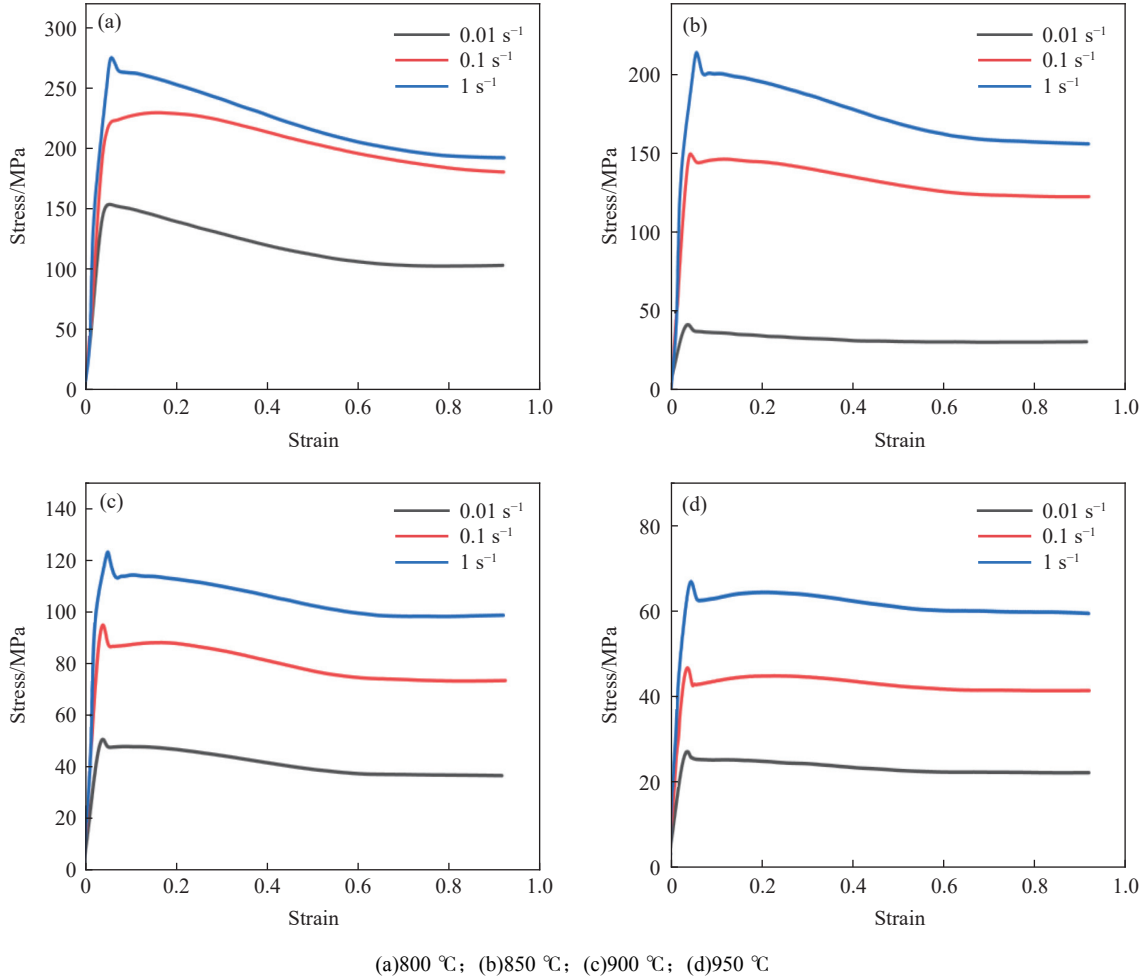 (a)
0.01 s⁻¹
0.1 s⁻¹
1 s⁻¹
300
250
200
150
100
50
0
Stress/MPa
0 0.2 0.4 0.6 0.8 1.0
Strain
(b)
0.01 s⁻¹
0.1 s⁻¹
1 s⁻¹
200
150
100
50
0
Stress/MPa
0 0.2 0.4 0.6 0.8 1.0
Strain
(c)
0.01 s⁻¹
0.1 s⁻¹
1 s⁻¹
140
120
100
80
60
40
20
0
Stress/MPa
0 0.2 0.4 0.6 0.8 1.0
Strain
(d)
0.01 s⁻¹
0.1 s⁻¹
1 s⁻¹
80
60
40
20
0
Stress/MPa
0 0.2 0.4 0.6 0.8 1.0
Strain
(a)800 ℃；(b)850 ℃；(c)900 ℃；(d)950 ℃